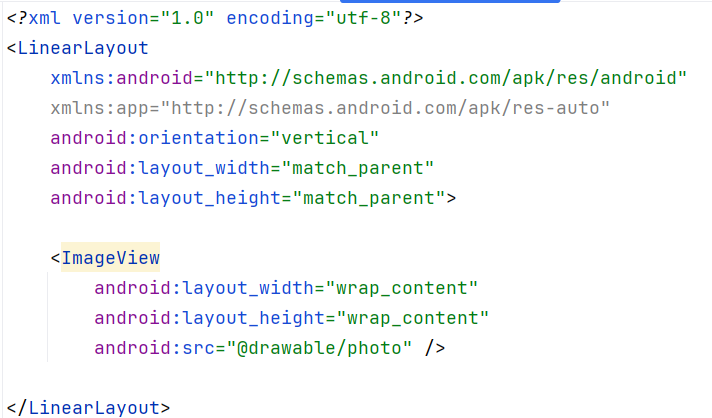 <?xml version="1.0" encoding="utf-8"?>
<LinearLayout
    xmlns:android="http://schemas.android.com/apk/res/android"
    xmlns:app="http://schemas.android.com/apk/res-auto"
    android:orientation="vertical"
    android:layout_width="match_parent"
    android:layout_height="match_parent">

    <ImageView
        android:layout_width="wrap_content"
        android:layout_height="wrap_content"
        android:src="@drawable/photo" />

</LinearLayout>